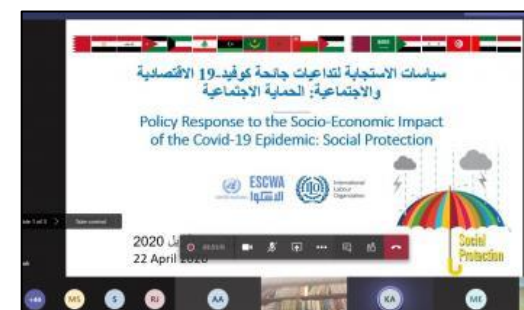 سياسات الاستجابة لتداعيات جائحة كوفيد-19 الاقتصادية
والاجتماعية: الحماية الاجتماعية
Policy Response to the Socio-Economic Impact
of the Covid-19 Epidemic: Social Protection
ESCWA
الإسكوا
International
Labour
Organization
2020
22 April 2020
Social
Protection
MS
S
RJ
AA
KA
ME